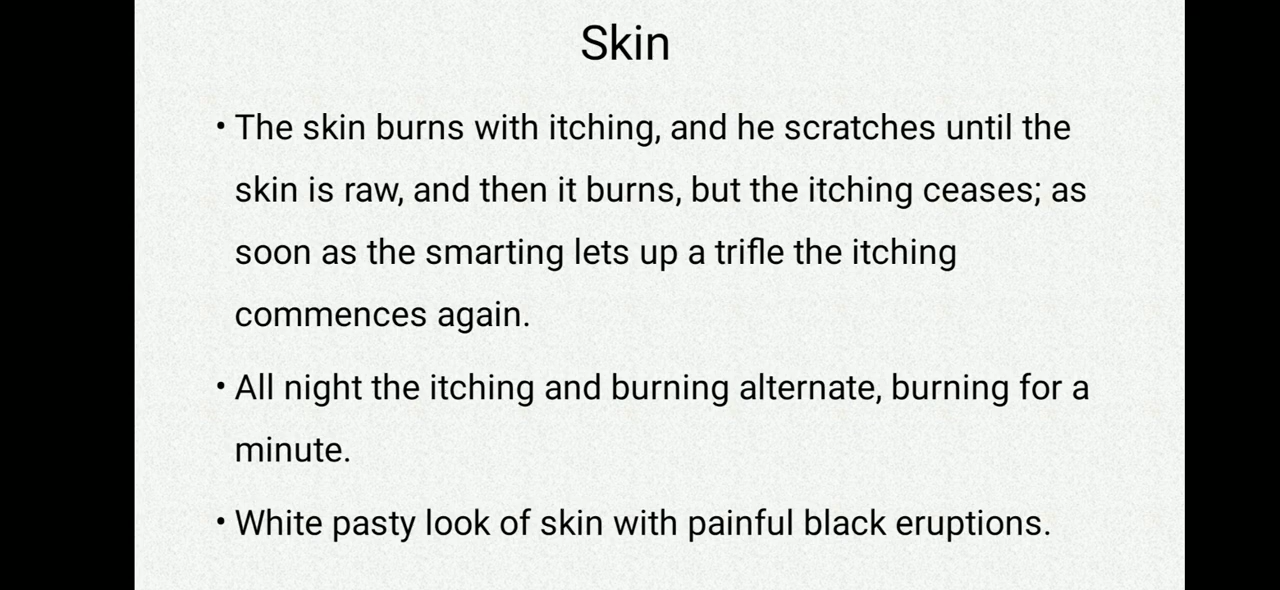 Skin
• The skin burns with itching, and he scratches until the
skin is raw, and then it burns, but the itching ceases; as
soon as the smarting lets up a trifle the itching
commences again.
• All night the itching and burning alternate, burning for a
minute.
• White pasty look of skin with painful black eruptions.